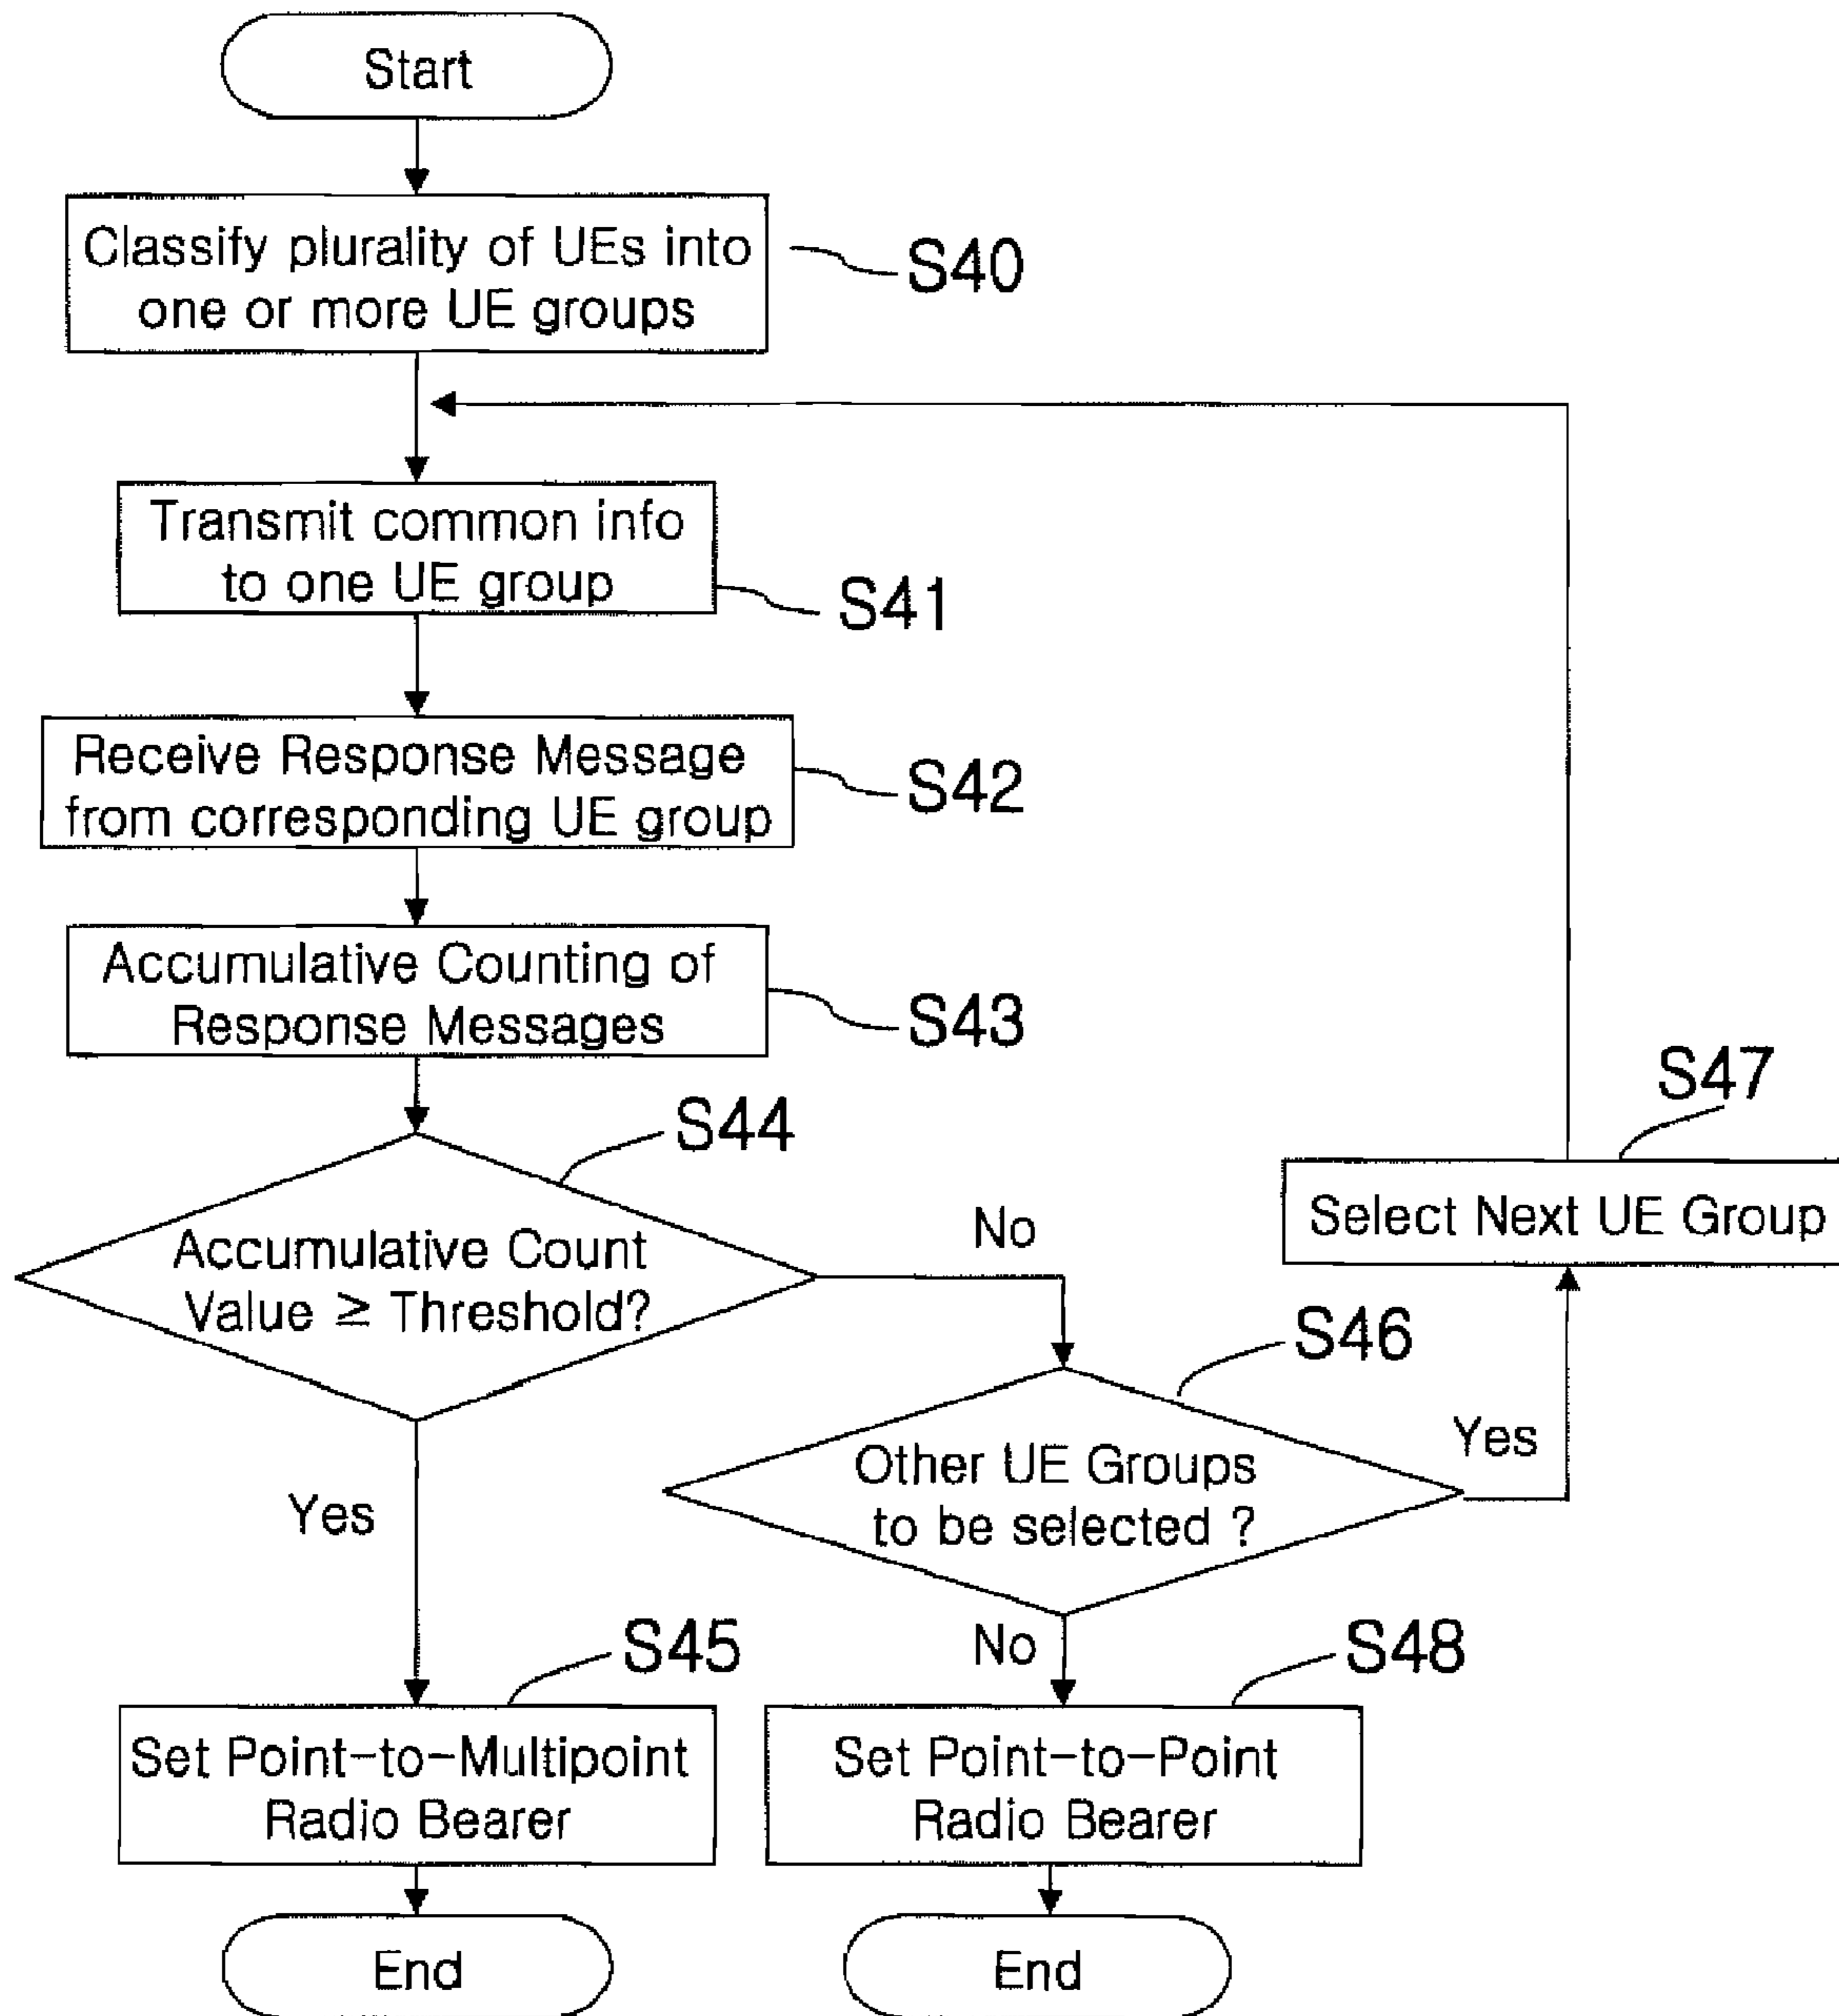 Start
Classify plurality of UEs into
one or more UE groups
S40
Transmit common info
to one UE group
S41
Receive Response Message
from corresponding UE group
S42
Accumulative Counting of
Response Messages
S43
S44
Accumulative Count
Value ≧ Threshold?
No
S47
Select Next UE Group
S46
Other UE Groups
to be selected ?
Yes
Yes
No
S45
Set Point-to-Multipoint
Radio Bearer
S48
Set Point-to-Point
Radio Bearer
End
End